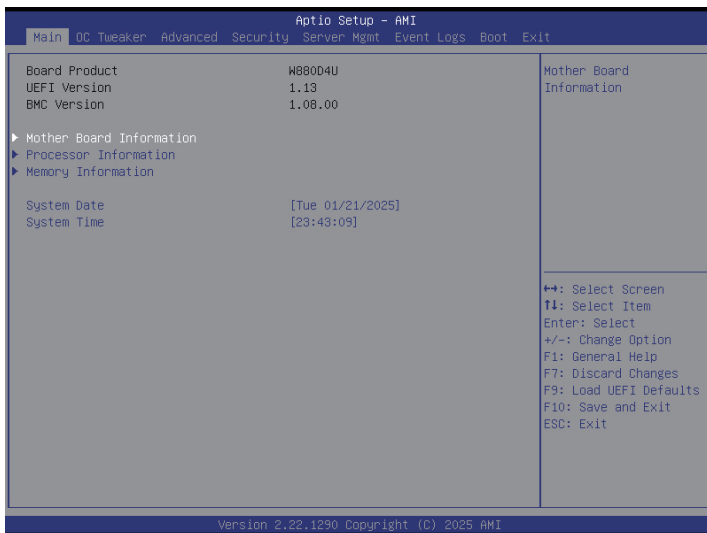 Aptio Setup - AMI
Main OC Tweaker Advanced Security Server Mgmt Event Logs Boot Exit
Board Product W880D4U
UEFI Version 1.13
BMC Version 1.08.00
Mother Board Information
Processor Information
Memory Information
System Date [Tue 01/21/2025]
System Time [23:43:09]
Mother Board
Information
↔: Select Screen
↑↓: Select Item
Enter: Select
+/-: Change Option
F1: General Help
F7: Discard Changes
F9: Load UEFI Defaults
F10: Save and Exit
ESC: Exit
Version 2.22.1290 Copyright (C) 2025 AMI